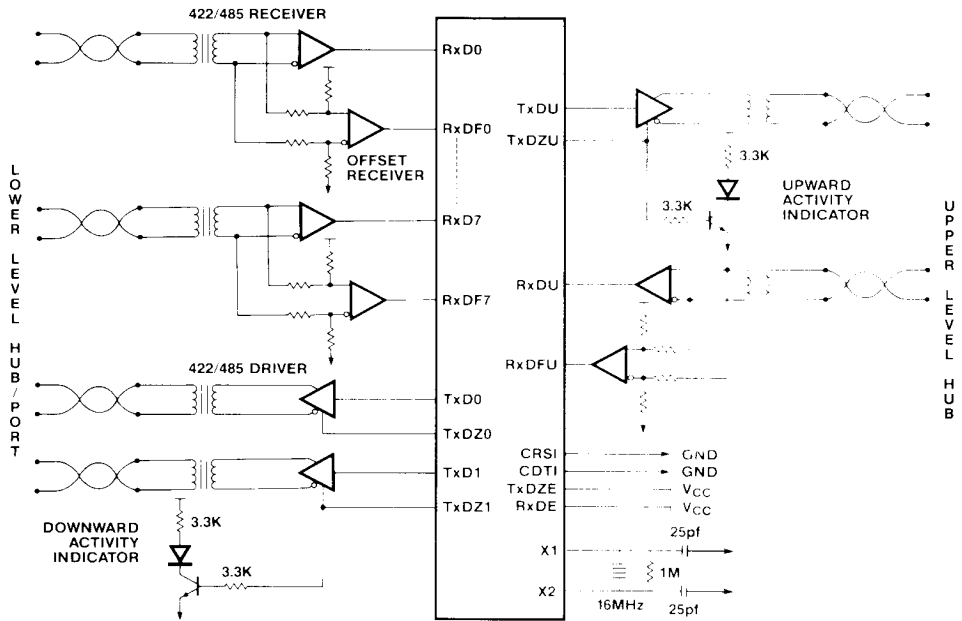 422/485 RECEIVER
RxD0
TxDU
RxDF0
TxDZU
OFFSET
RECEIVER
3.3K
UPWARD
ACTIVITY
INDICATOR
3.3K
LOWER LEVEL HUB/PORT
UPPER LEVEL HUB
RxD7
RxDU
RxDF7
RxDFU
422/485 DRIVER
TxD0
TxDZ0
CRSI
GND
TxD1
CDTI
GND
TxDZE
VCC
TxDZ1
RxDE
VCC
DOWNWARD
ACTIVITY
INDICATOR
3.3K
3.3K
X1
25pf
1M
X2
16MHz
25pf